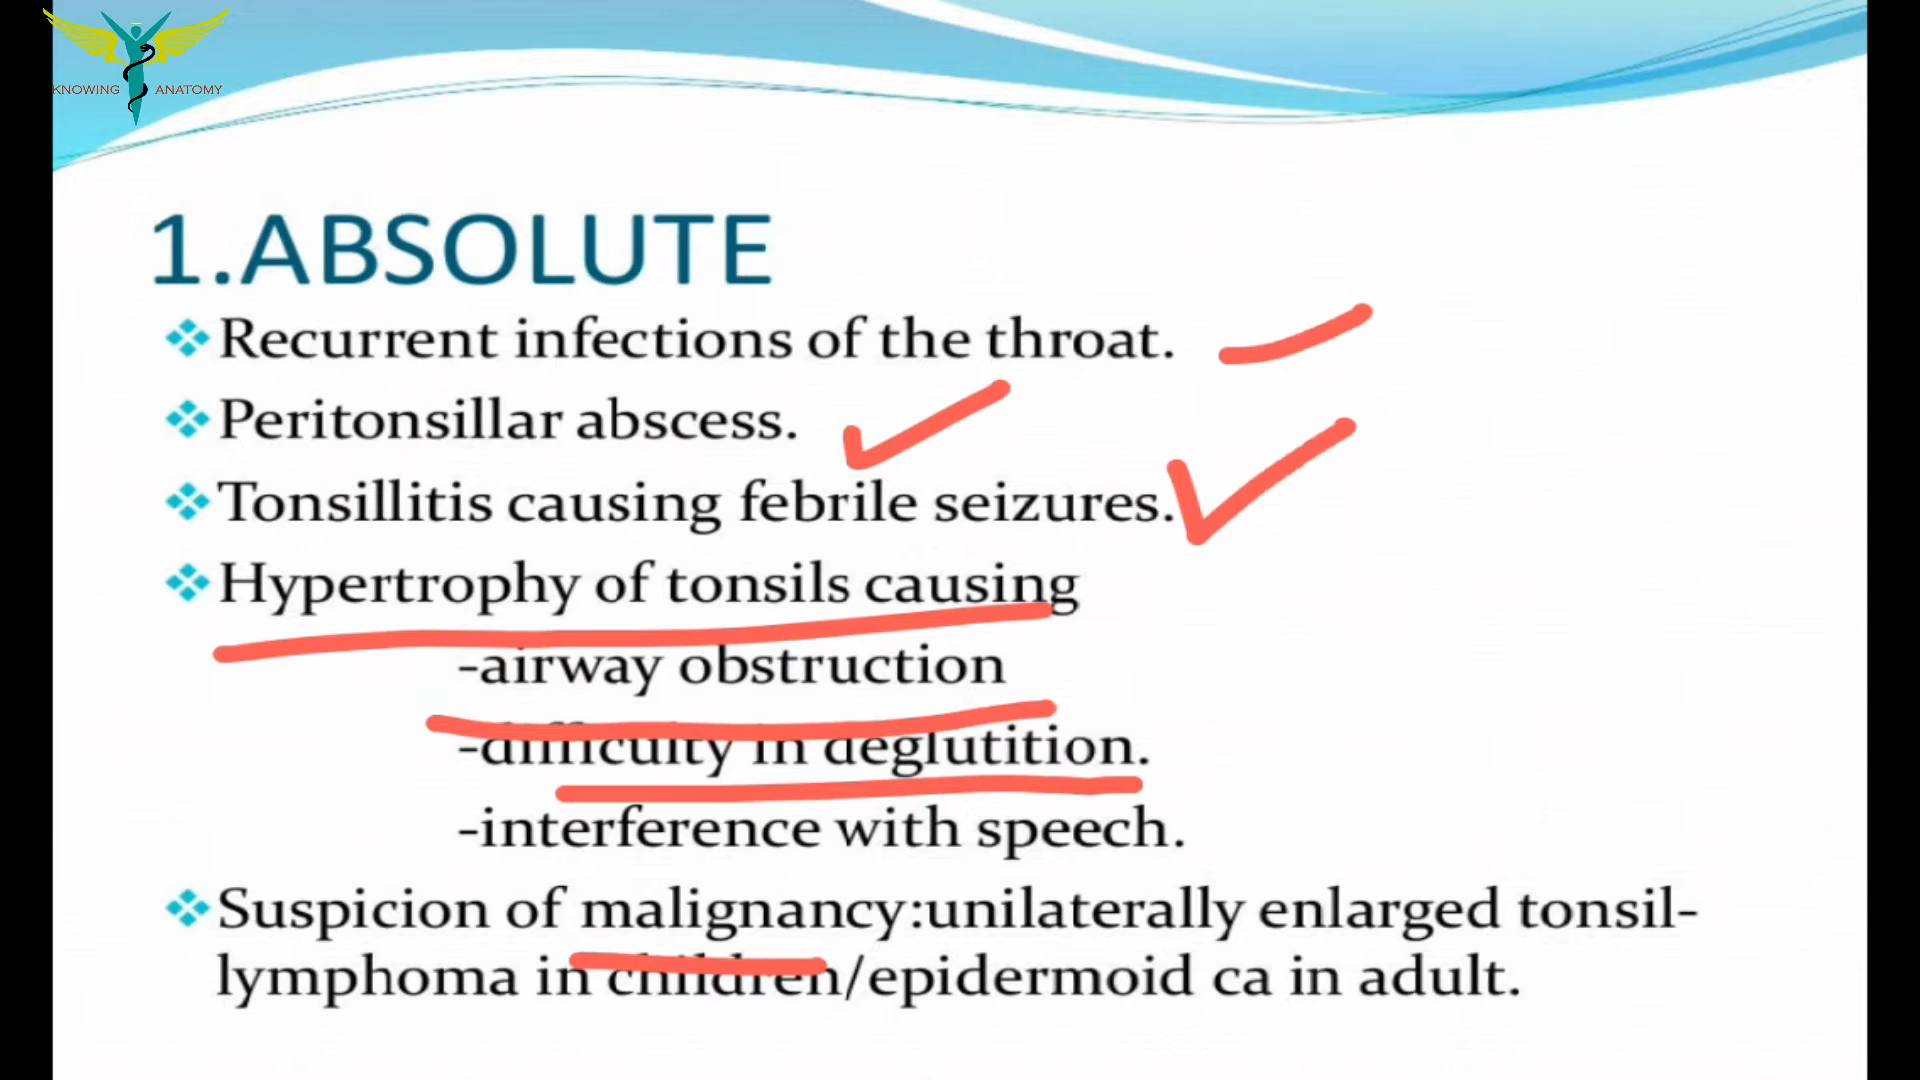 KNOWING ANATOMY
1.ABSOLUTE
Recurrent infections of the throat.
Peritonsillar abscess.
Tonsillitis causing febrile seizures.
Hypertrophy of tonsils causing
-airway obstruction
-difficulty in deglutition.
-interference with speech.
Suspicion of malignancy:unilaterally enlarged tonsil-
lymphoma in children/epidermoid ca in adult.